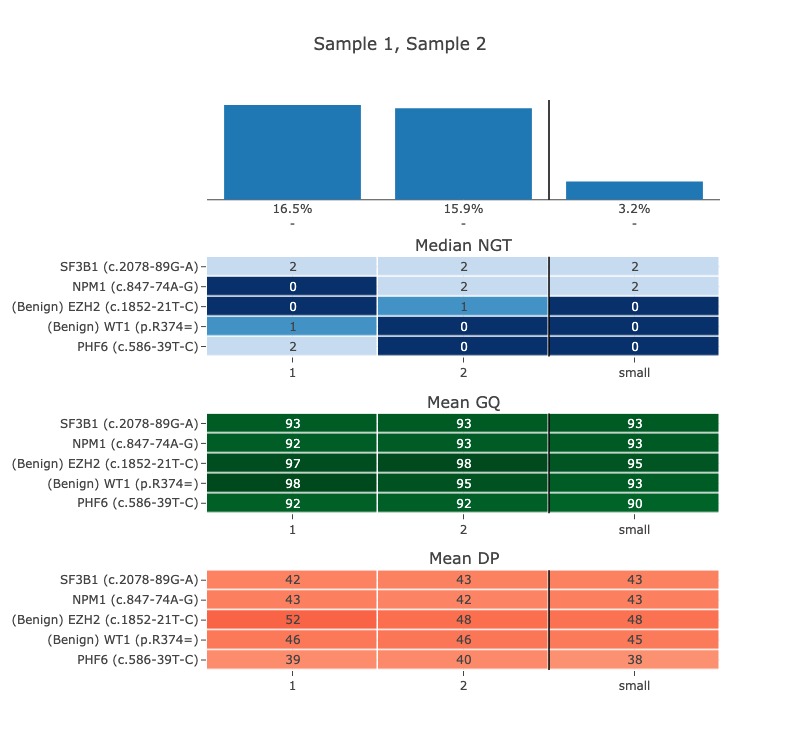 Sample 1, Sample 2
16.5% 15.9% 3.2%
- - -
Median NGT
SF3B1 (c.2078-89G-A) 2 2 2
NPM1 (c.847-74A-G) 0 2 2
(Benign) EZH2 (c.1852-21T-C) 0 1 0
(Benign) WT1 (p.R374=) 1 0 0
PHF6 (c.586-39T-C) 2 0 0
1 2 small
Mean GQ
SF3B1 (c.2078-89G-A) 93 93 93
NPM1 (c.847-74A-G) 92 93 93
(Benign) EZH2 (c.1852-21T-C) 97 98 95
(Benign) WT1 (p.R374=) 98 95 93
PHF6 (c.586-39T-C) 92 92 90
1 2 small
Mean DP
SF3B1 (c.2078-89G-A) 42 43 43
NPM1 (c.847-74A-G) 43 42 43
(Benign) EZH2 (c.1852-21T-C) 52 48 48
(Benign) WT1 (p.R374=) 46 46 45
PHF6 (c.586-39T-C) 39 40 38
1 2 small